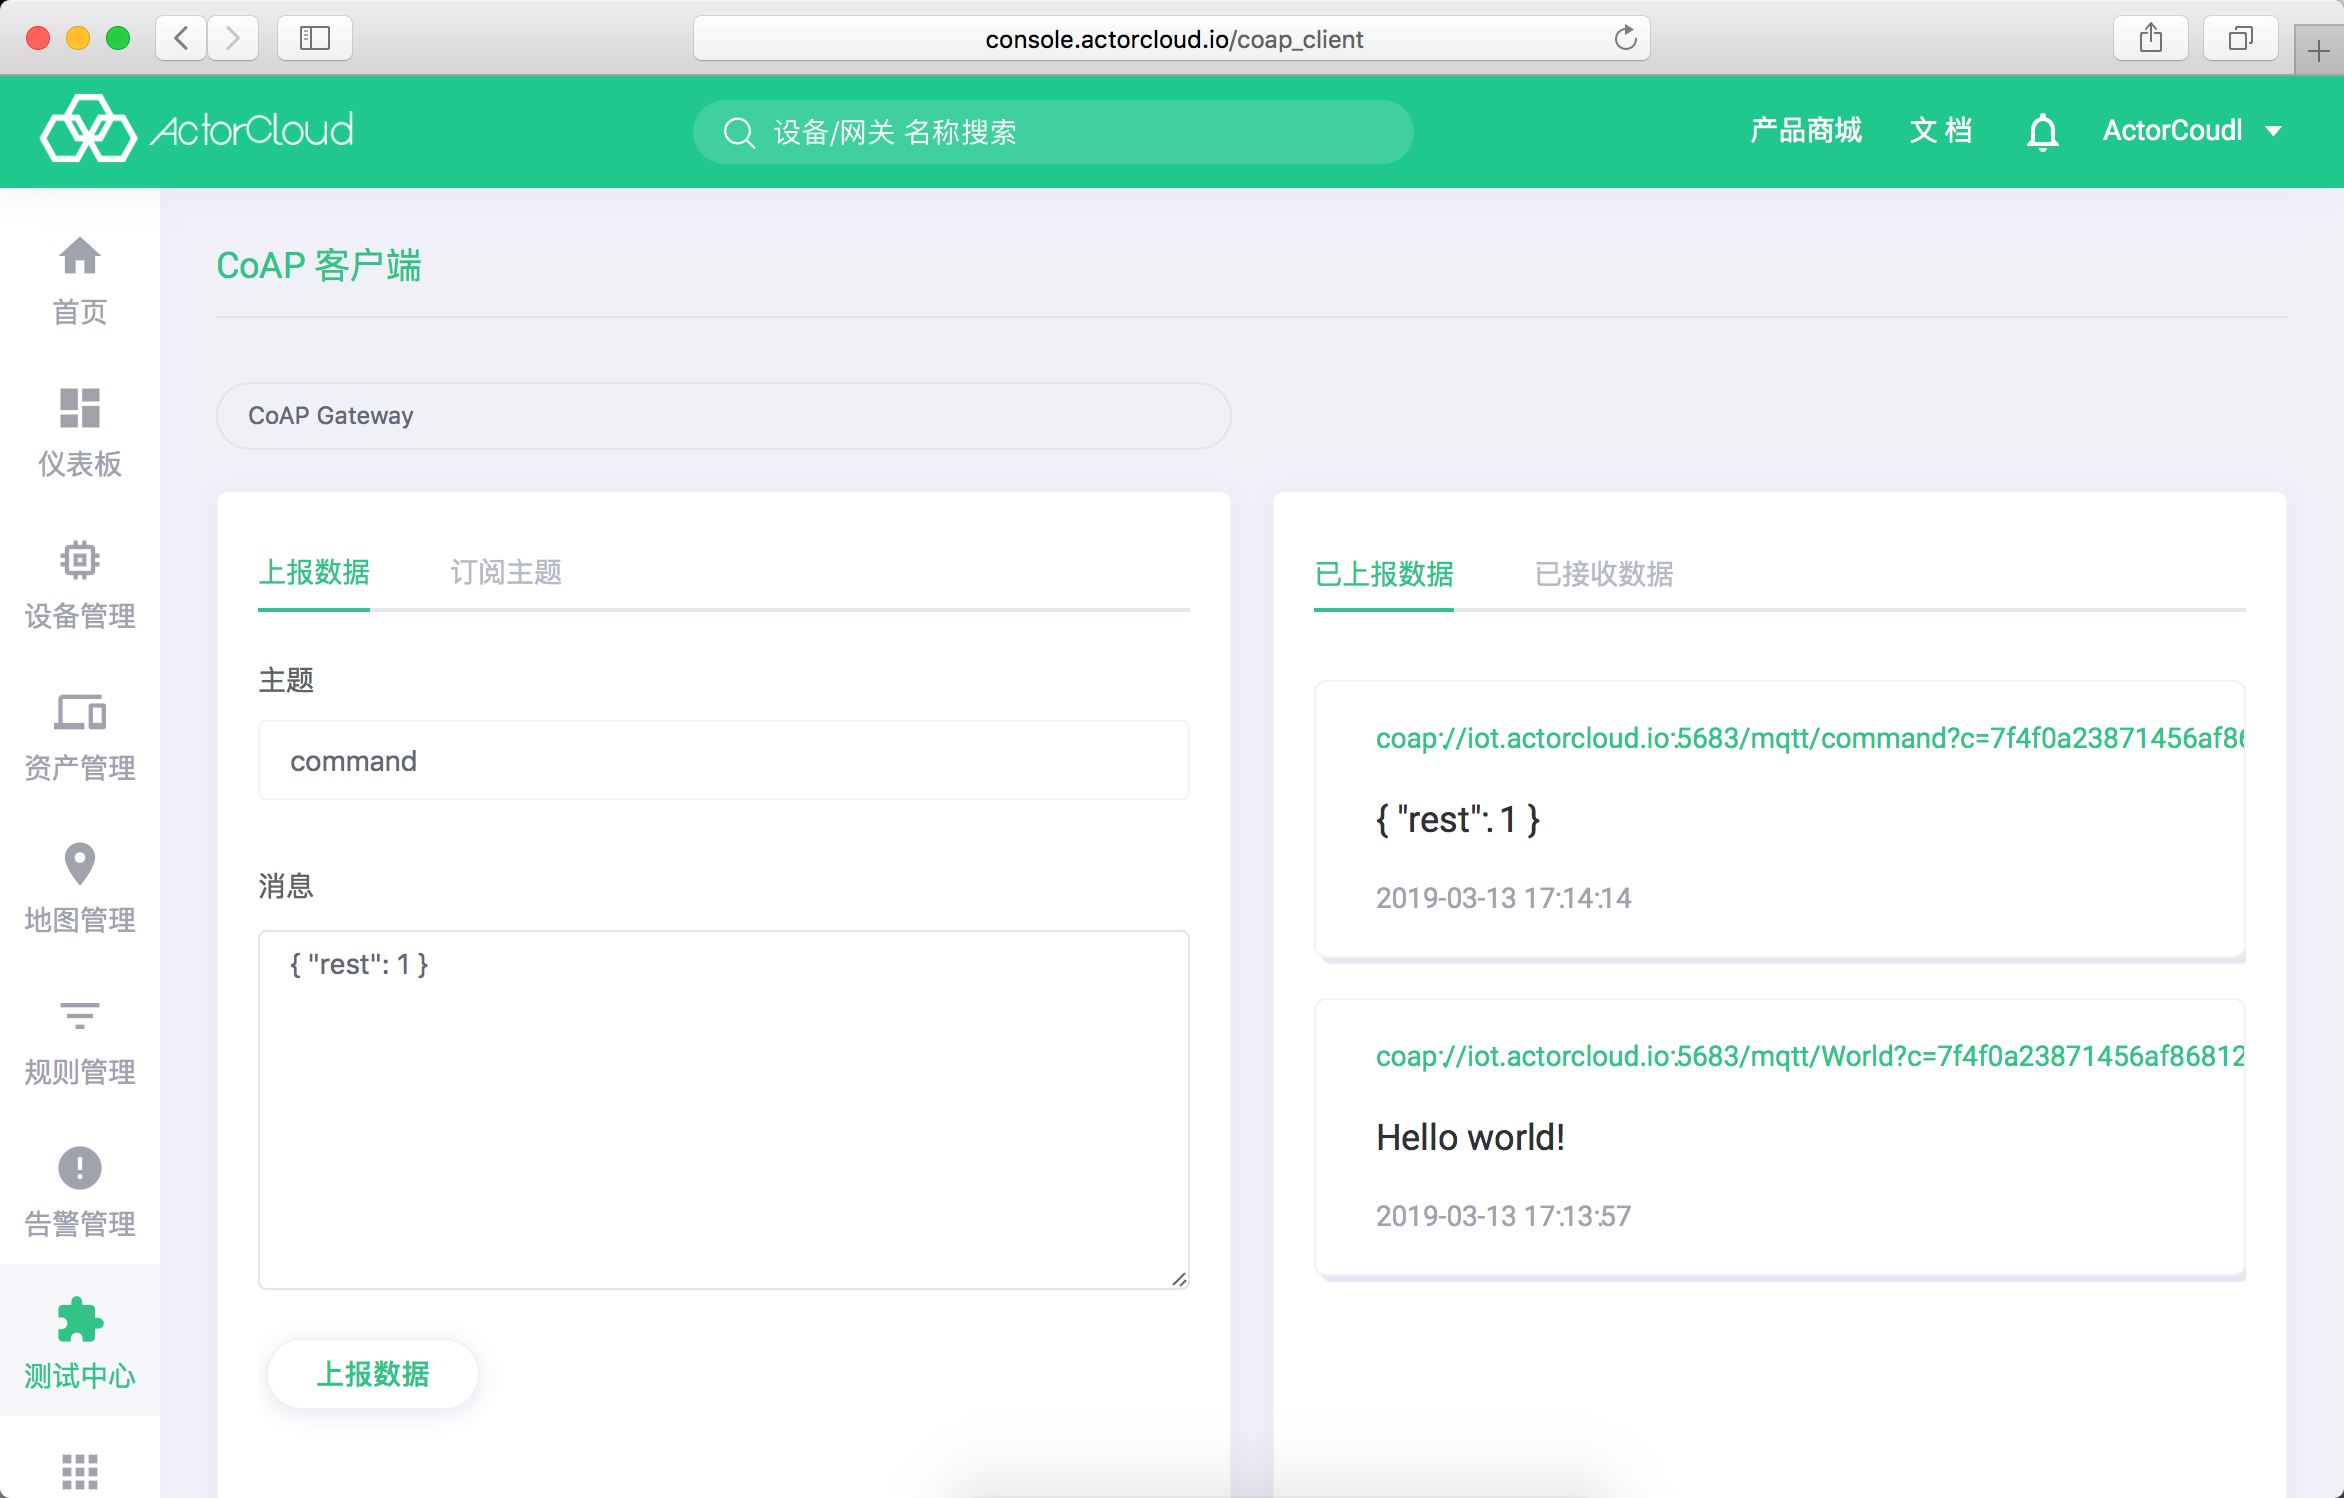 console.actorcloud.io/coap_client
ActorCloud
设备/网关 名称搜索
产品商城
文 档
ActorCoudl
首页
仪表板
设备管理
资产管理
地图管理
规则管理
告警管理
测试中心
CoAP 客户端
CoAP Gateway
上报数据
订阅主题
主题
command
消息
{ "rest": 1 }
上报数据
已上报数据
已接收数据
coap://iot.actorcloud.io:5683/mqtt/command?c=7f4f0a23871456af86
{ "rest": 1 }
2019-03-13 17:14:14
coap://iot.actorcloud.io:5683/mqtt/World?c=7f4f0a23871456af86812
Hello world!
2019-03-13 17:13:57